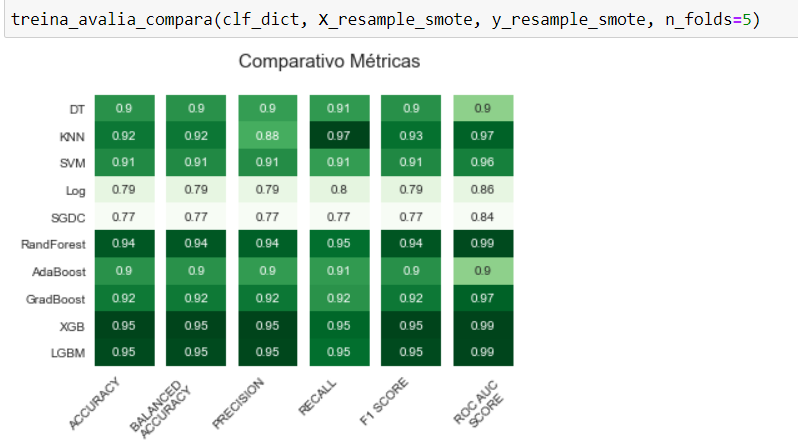 treina_avalia_compara(clf_dict, X_resample_smote, y_resample_smote, n_folds=5)
Comparativo Métricas
DT 0.9 0.9 0.9 0.91 0.9 0.9
KNN 0.92 0.92 0.88 0.97 0.93 0.97
SVM 0.91 0.91 0.91 0.91 0.91 0.96
Log 0.79 0.79 0.79 0.8 0.79 0.86
SGDC 0.77 0.77 0.77 0.77 0.77 0.84
RandForest 0.94 0.94 0.94 0.95 0.94 0.99
AdaBoost 0.9 0.9 0.9 0.91 0.9 0.9
GradBoost 0.92 0.92 0.92 0.92 0.92 0.97
XGB 0.95 0.95 0.95 0.95 0.95 0.99
LGBM 0.95 0.95 0.95 0.95 0.95 0.99
ACCURACY
BALANCED
ACCURACY
PRECISION
RECALL
F1 SCORE
ROC AUC
SCORE